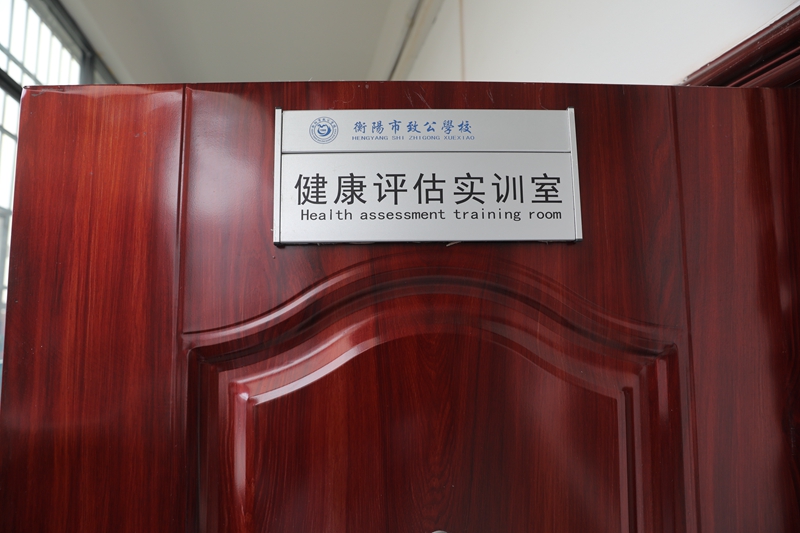 衡陽市致公學校
HENGYANG SHI ZHIGONG XUEXIAO
健康评估实训室
Health assessment training room